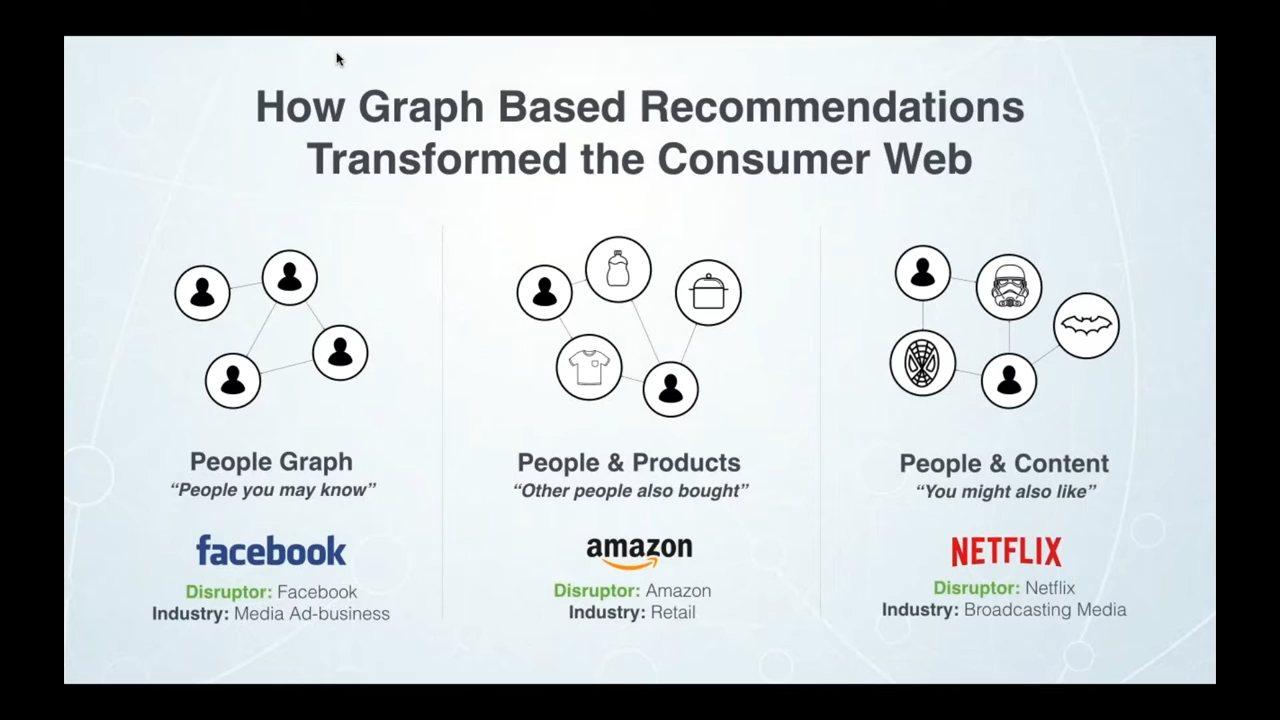 How Graph Based Recommendations
Transformed the Consumer Web
People Graph
“People you may know”
facebook
Disruptor: Facebook
Industry: Media Ad-business
People & Products
“Other people also bought”
amazon
Disruptor: Amazon
Industry: Retail
People & Content
“You might also like”
NETFLIX
Disruptor: Netflix
Industry: Broadcasting Media